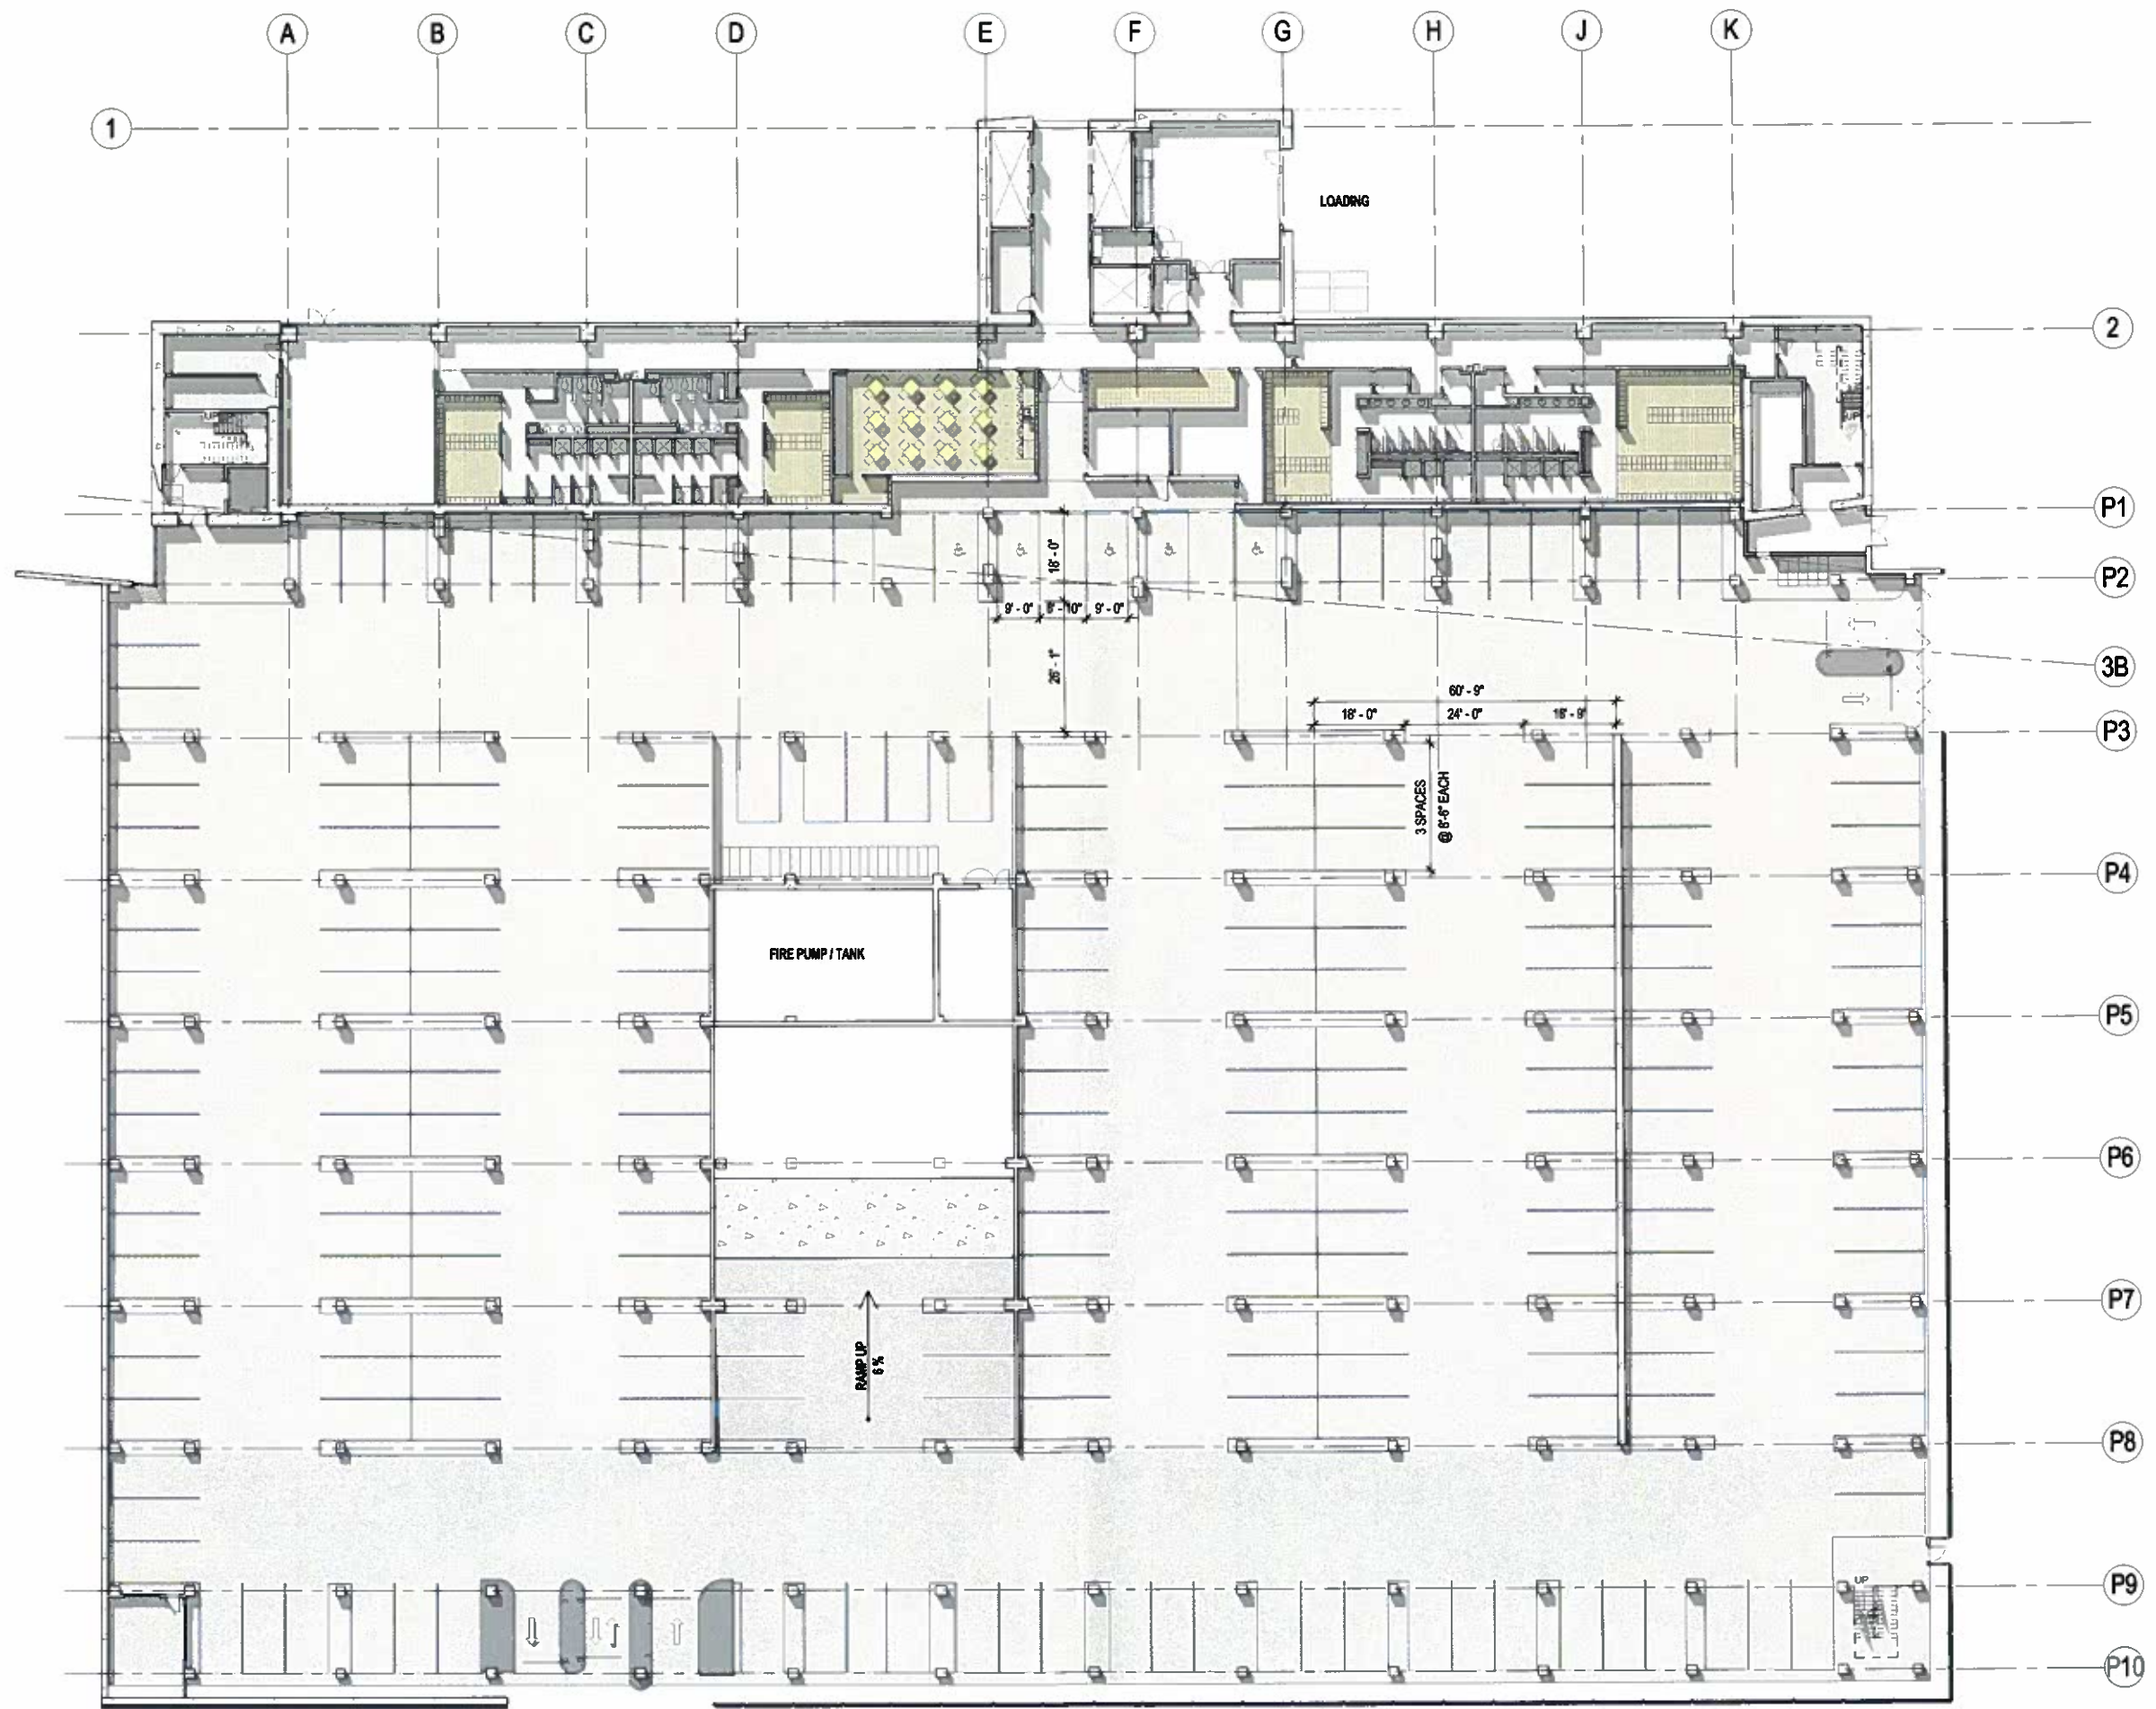 A
B
C
D
E
F
G
H
J
K
1
LOADING
2
UP
UP
P1
18' - 0"
P2
9' - 0"
8' - 10"
9' - 0"
26' - 1"
3B
60' - 9"
18' - 0"
24' - 0"
18' - 9"
P3
3 SPACES
@ 8'-6" EACH
P4
FIRE PUMP / TANK
P5
P6
P7
RAMP UP
6 %
P8
UP
P9
P10